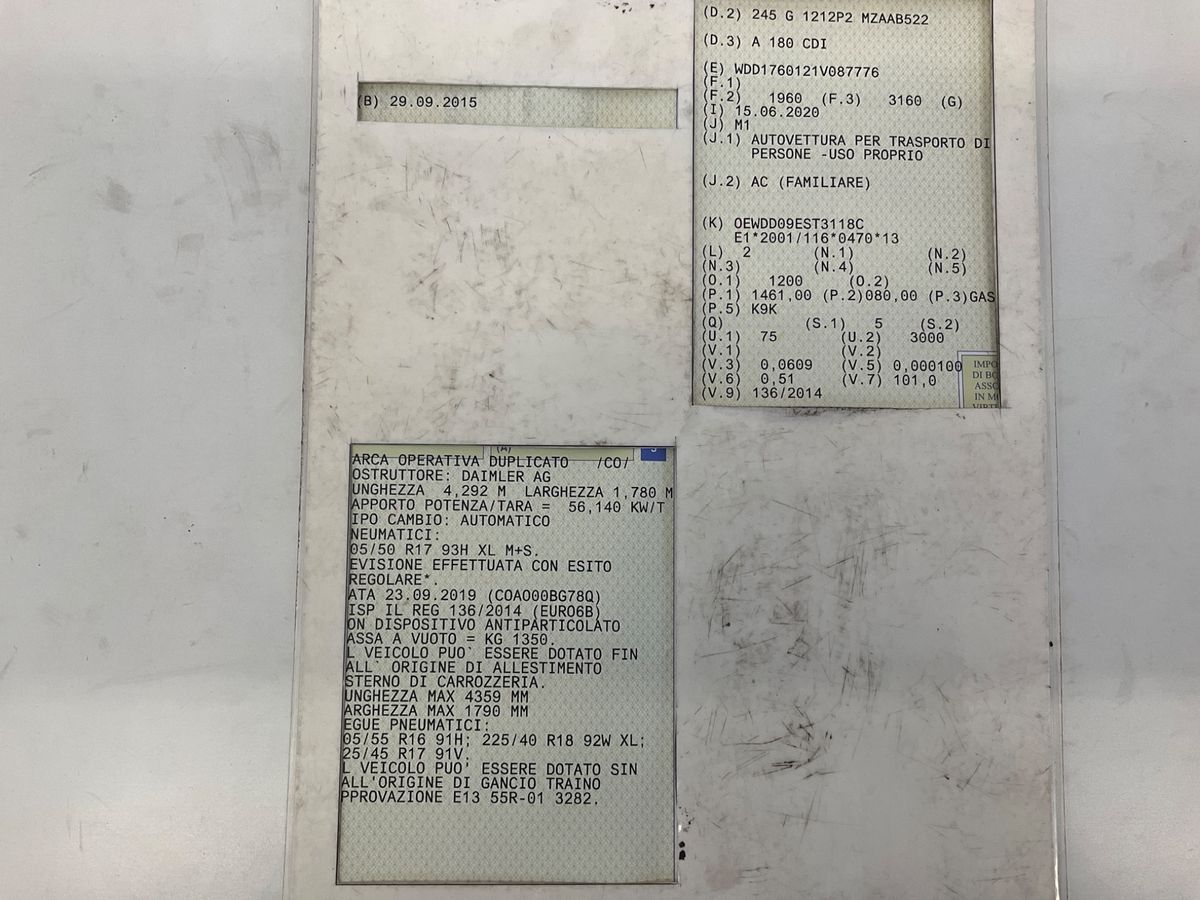 (B) 29.09.2015
(D.2) 245 G 1212P2 MZAAB522
(D.3) A 180 CDI
(E) WDD1760121V087776
(F.1)
(F.2) 1960 (F.3) 3160 (G)
(I) 15.06.2020
(J) M1
(J.1) AUTOVETTURA PER TRASPORTO DI
PERSONE -USO PROPRIO
(J.2) AC (FAMILIARE)
(K) OEWDD09EST3118C
E1*2001/116*0470*13
(L) 2 (N.1) (N.2)
(N.3) (N.4) (N.5)
(O.1) 1200 (O.2)
(P.1) 1461,00 (P.2)080,00 (P.3)GAS
(P.5) K9K
(Q) (S.1) 5 (S.2)
(U.1) 75 (U.2) 3000
(V.1) (V.2)
(V.3) 0,0609 (V.5) 0,000100
(V.6) 0,51 (V.7) 101,0
(V.9) 136/2014
IMPO
DI BO
ASSO
IN MO
VIRTU
(A)
ARCA OPERATIVA DUPLICATO /CO/
OSTRUTTORE: DAIMLER AG
UNGHEZZA 4,292 M LARGHEZZA 1,780 M
APPORTO POTENZA/TARA = 56,140 KW/T
IPO CAMBIO: AUTOMATICO
NEUMATICI:
05/50 R17 93H XL M+S.
EVISIONE EFFETTUATA CON ESITO
REGOLARE*.
ATA 23.09.2019 (COAO00BG78Q)
ISP IL REG 136/2014 (EURO6B)
ON DISPOSITIVO ANTIPARTICOLATO
ASSA A VUOTO = KG 1350.
L VEICOLO PUO` ESSERE DOTATO FIN
ALL` ORIGINE DI ALLESTIMENTO
STERNO DI CARROZZERIA.
UNGHEZZA MAX 4359 MM
ARGHEZZA MAX 1790 MM
EGUE PNEUMATICI:
05/55 R16 91H; 225/40 R18 92W XL;
25/45 R17 91V.
L VEICOLO PUO' ESSERE DOTATO SIN
ALL'ORIGINE DI GANCIO TRAINO
PPROVAZIONE E13 55R-01 3282.